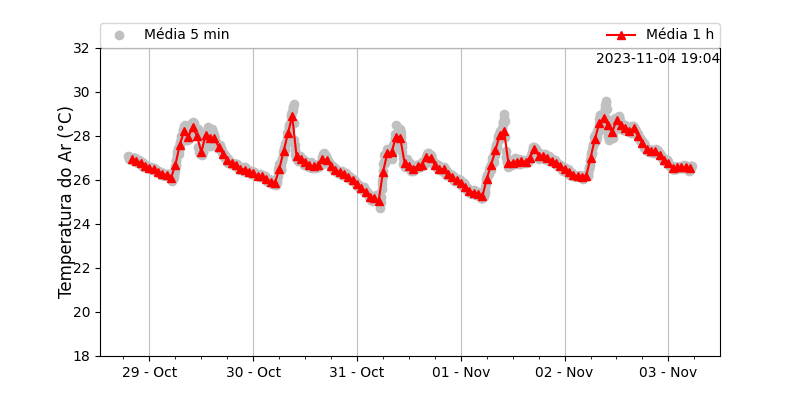 Média 5 min
Média 1 h
2023-11-04 19:04
Temperatura do Ar (°C)
32
30
28
26
24
22
20
18
29 - Oct
30 - Oct
31 - Oct
01 - Nov
02 - Nov
03 - Nov